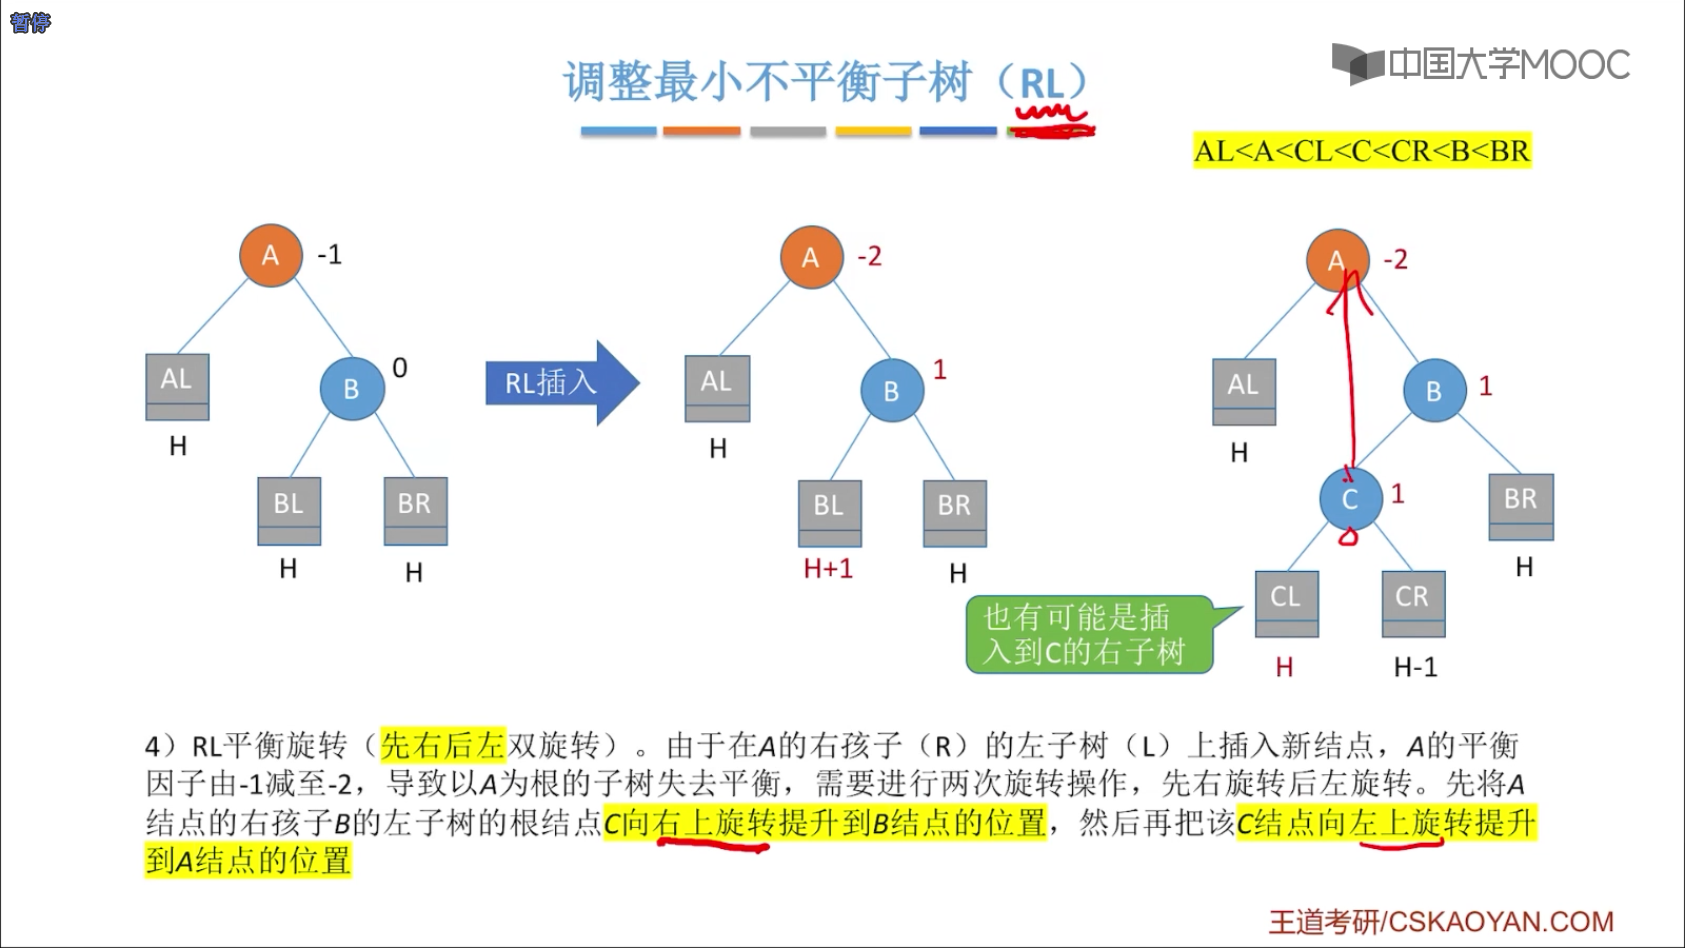 暂停
中国大学MOOC
调整最小不平衡子树（RL）
AL<A<CL<C<CR<B<BR
A -1
AL
H
B 0
BL
H
BR
H
RL插入
A -2
AL
H
B 1
BL
H+1
BR
H
A -2
AL
H
B 1
C 1
BR
H
CL
H
CR
H-1
也有可能是插
入到C的右子树
4）RL平衡旋转（先右后左双旋转）。由于在A的右孩子（R）的左子树（L）上插入新结点，A的平衡
因子由-1减至-2，导致以A为根的子树失去平衡，需要进行两次旋转操作，先右旋转后左旋转。先将A
结点的右孩子B的左子树的根结点C向右上旋转提升到B结点的位置，然后再把该C结点向左上旋转提升
到A结点的位置
王道考研/CSKAOYAN.COM